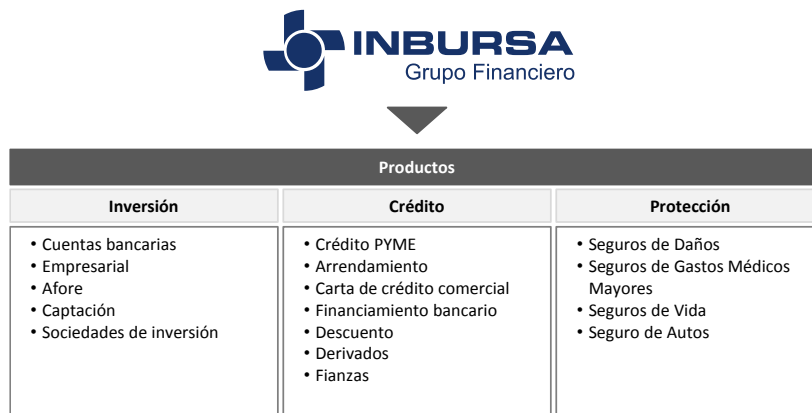 INBURSA
Grupo Financiero
Productos
Inversión
• Cuentas bancarias
• Empresarial
• Afore
• Captación
• Sociedades de inversión
Crédito
• Crédito PYME
• Arrendamiento
• Carta de crédito comercial
• Financiamiento bancario
• Descuento
• Derivados
• Fianzas
Protección
• Seguros de Daños
• Seguros de Gastos Médicos
Mayores
• Seguros de Vida
• Seguro de Autos